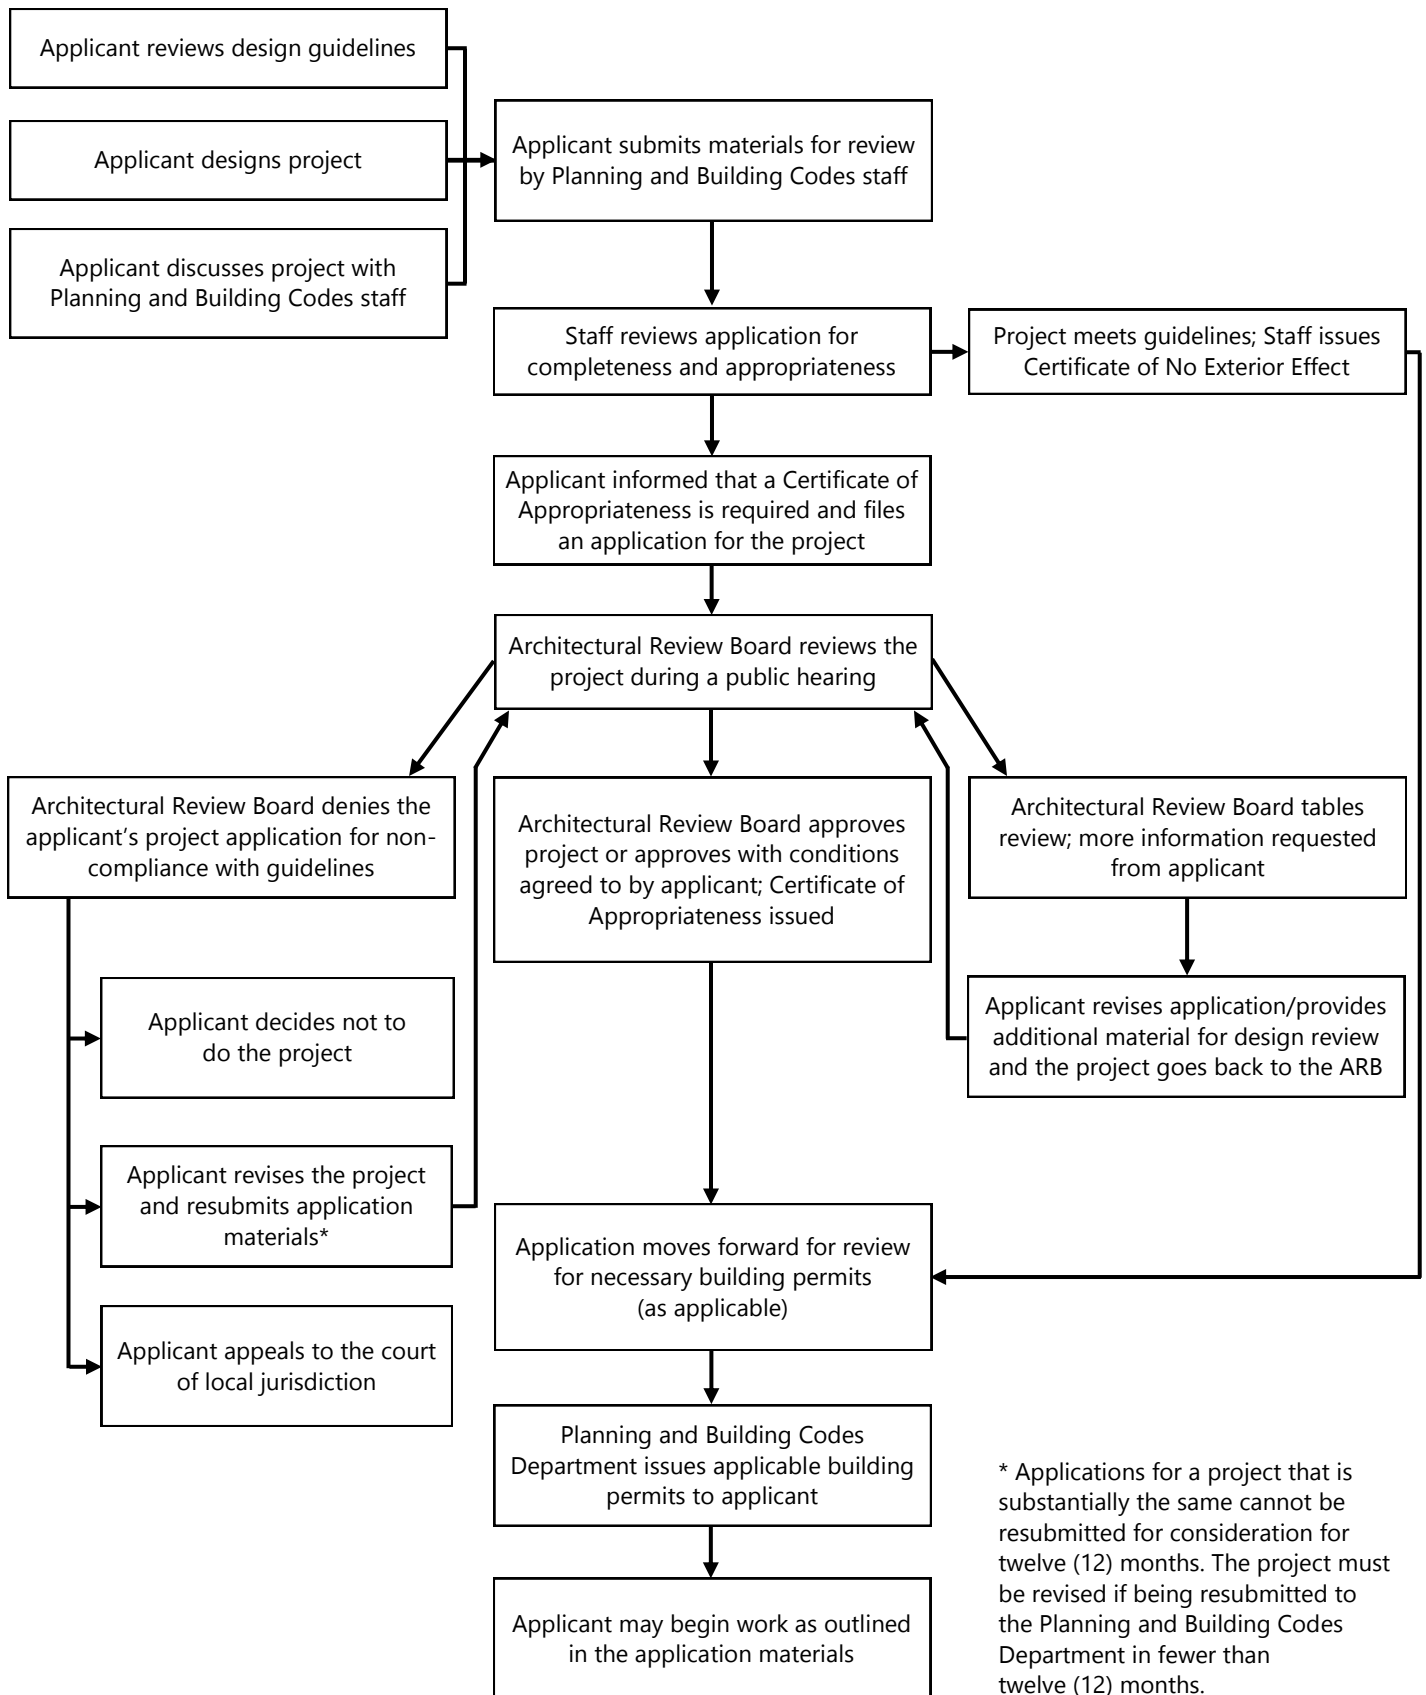 Applicant reviews design guidelines
Applicant designs project
Applicant discusses project with
Planning and Building Codes staff
Applicant submits materials for review
by Planning and Building Codes staff
Staff reviews application for
completeness and appropriateness
Project meets guidelines; Staff issues
Certificate of No Exterior Effect
Applicant informed that a Certificate of
Appropriateness is required and files
an application for the project
Architectural Review Board reviews the
project during a public hearing
Architectural Review Board denies the
applicant’s project application for non-
compliance with guidelines
Architectural Review Board approves
project or approves with conditions
agreed to by applicant; Certificate of
Appropriateness issued
Architectural Review Board tables
review; more information requested
from applicant
Applicant decides not to
do the project
Applicant revises application/provides
additional material for design review
and the project goes back to the ARB
Applicant revises the project
and resubmits application
materials*
Application moves forward for review
for necessary building permits
(as applicable)
Applicant appeals to the court
of local jurisdiction
Planning and Building Codes
Department issues applicable building
permits to applicant
Applicant may begin work as outlined
in the application materials
* Applications for a project that is
substantially the same cannot be
resubmitted for consideration for
twelve (12) months. The project must
be revised if being resubmitted to
the Planning and Building Codes
Department in fewer than
twelve (12) months.